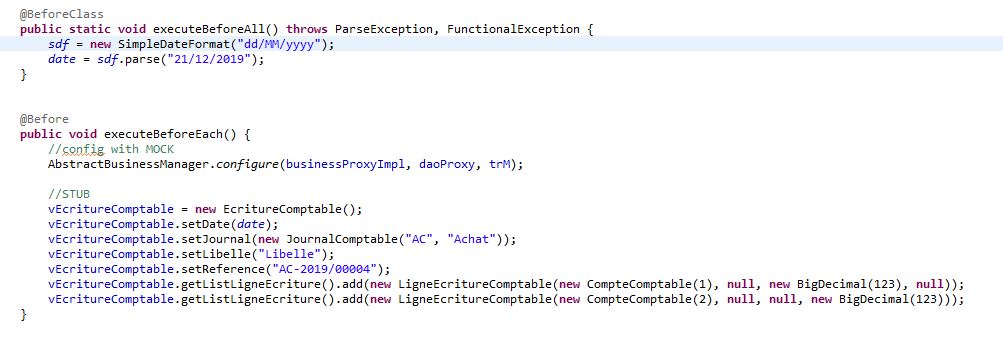 @BeforeClass
public static void executeBeforeAll() throws ParseException, FunctionalException {
    sdf = new SimpleDateFormat("dd/MM/yyyy");
    date = sdf.parse("21/12/2019");
}
@Before
public void executeBeforeEach() {
    //config with MOCK
    AbstractBusinessManager.configure(businessProxyImpl, daoProxy, trM);
    //STUB
    vEcritureComptable = new EcritureComptable();
    vEcritureComptable.setDate(date);
    vEcritureComptable.setJournal(new JournalComptable("AC", "Achat"));
    vEcritureComptable.setLibelle("Libelle");
    vEcritureComptable.setReference("AC-2019/00004");
    vEcritureComptable.getListLigneEcriture().add(new LigneEcritureComptable(new CompteComptable(1), null, new BigDecimal(123), null));
    vEcritureComptable.getListLigneEcriture().add(new LigneEcritureComptable(new CompteComptable(2), null, null, new BigDecimal(123)));
}